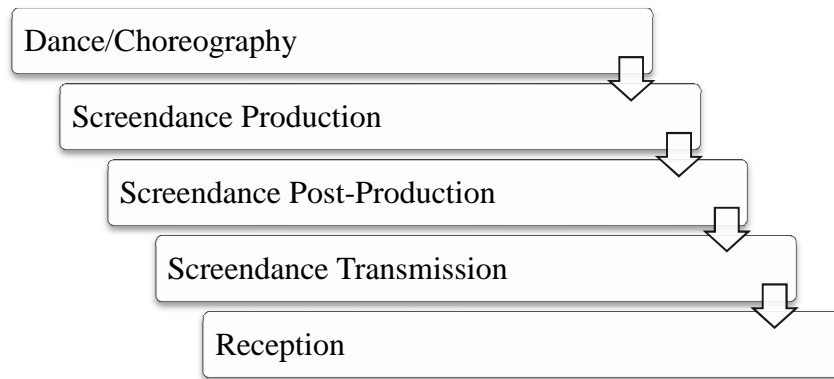 Dance/Choreography
Screendance Production
Screendance Post-Production
Screendance Transmission
Reception